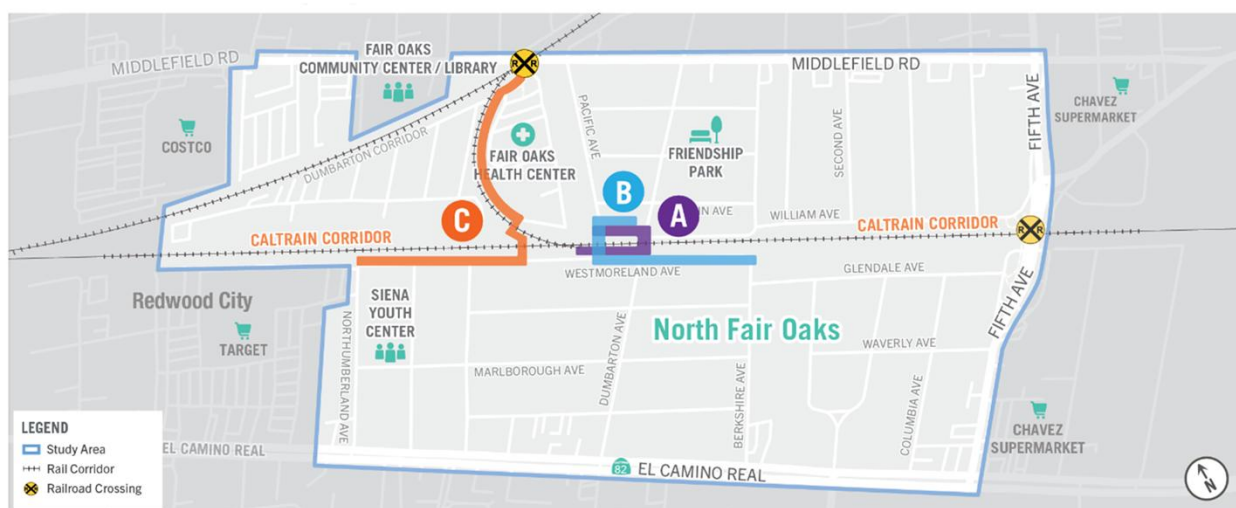 MIDDLEFIELD RD
FAIR OAKS
COMMUNITY CENTER / LIBRARY
R R
MIDDLEFIELD RD
COSTCO
DUMBARTON CORRIDOR
FAIR OAKS
HEALTH CENTER
PACIFIC AVE
FRIENDSHIP
PARK
SECOND AVE
FIFTH AVE
CHAVEZ
SUPERMARKET
B
A
C
AVE
WILLIAM AVE
CALTRAIN CORRIDOR
CALTRAIN CORRIDOR
R R
WESTMORELAND AVE
GLENDALE AVE
Redwood City
TARGET
SIENA
YOUTH
CENTER
NORTHUMBERLAND AVE
MARLBOROUGH AVE
DUMBARTON AVE
North Fair Oaks
BERKSHIRE AVE
WAVERLY AVE
COLUMBIA AVE
FIFTH AVE
CHAVEZ
SUPERMARKET
LEGEND
Study Area
Rail Corridor
Railroad Crossing
EL CAMINO REAL
82 EL CAMINO REAL
N